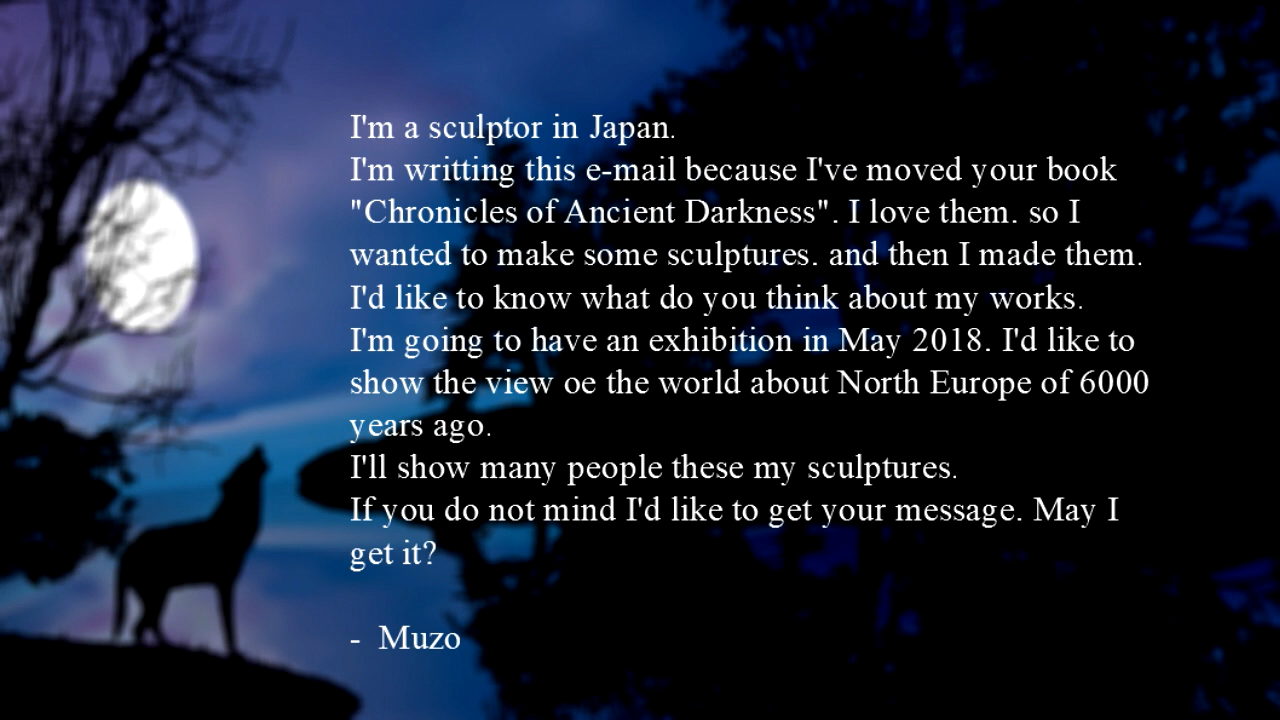 I'm a sculptor in Japan.
I'm writting this e-mail because I've moved your book
"Chronicles of Ancient Darkness". I love them. so I
wanted to make some sculptures. and then I made them.
I'd like to know what do you think about my works.
I'm going to have an exhibition in May 2018. I'd like to
show the view oe the world about North Europe of 6000
years ago.
I'll show many people these my sculptures.
If you do not mind I'd like to get your message. May I
get it?
- Muzo